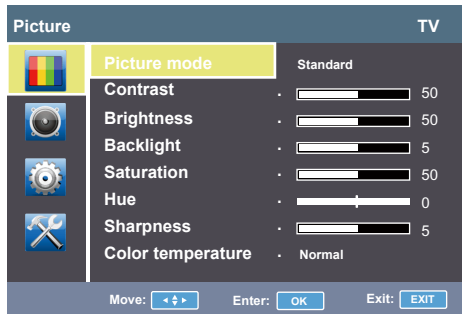 Picture TV
Picture mode Standard
Contrast 50
Brightness 50
Backlight 5
Saturation 50
Hue 0
Sharpness 5
Color temperature Normal
Move: Enter: OK Exit: EXIT